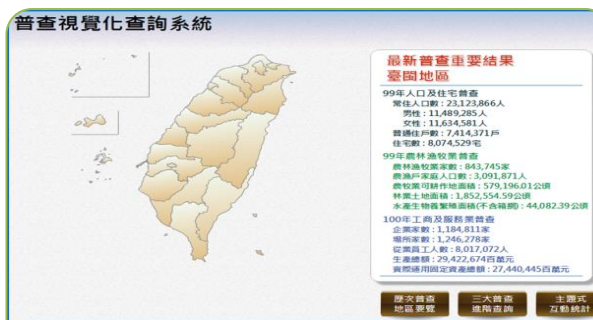 普查視覺化查詢系統
最新普查重要結果
臺閩地區
99年人口及住宅普查
常住人口數：23,123,866人
男性：11,489,285人
女性：11,634,581人
普通住戶數：7,414,371戶
住宅數：8,074,529宅
99年農林漁牧業普查
農林漁牧業家數：843,745家
農漁戶家庭人口數：3,091,871人
農牧業可耕作地面積：579,196.01公頃
林業土地面積：1,852,554.59公頃
水產生物養繁殖面積(不含箱網)：44,082.39公頃
100年工商及服務業普查
企業家數：1,184,811家
場所家數：1,246,278家
從業員工人數：8,017,072人
生產總額：29,422,674百萬元
實際運用固定資產總額：27,440,445百萬元
歷次普查
地區要覽
三大普查
進階查詢
主題式
互動統計